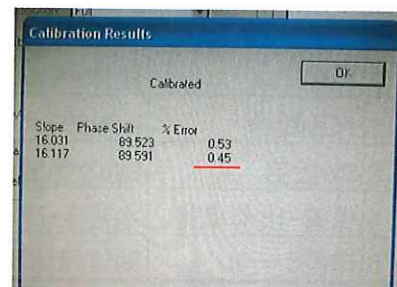 Calibration Results
Calibrated
OK
Slope Phase Shift % Error
16.031 89.523 0.53
16.117 89.591 0.45